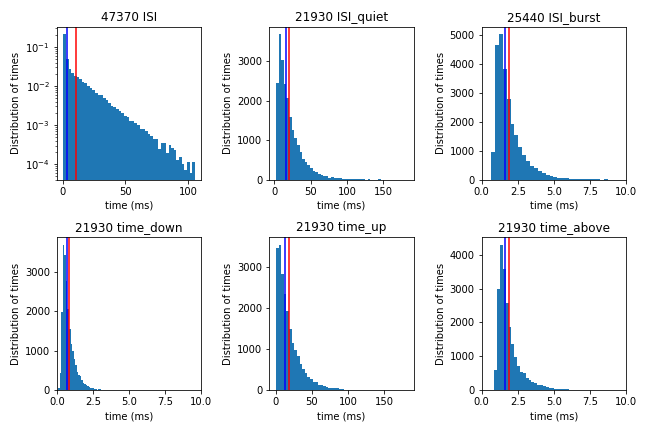 47370 ISI
Distribution of times
10⁻¹
10⁻²
10⁻³
10⁻⁴
0
50
100
time (ms)
21930 ISI_quiet
Distribution of times
3000
2000
1000
0
0
50
100
150
time (ms)
25440 ISI_burst
Distribution of times
5000
4000
3000
2000
1000
0
0.0
2.5
5.0
7.5
10.0
time (ms)
21930 time_down
Distribution of times
3000
2000
1000
0
0.0
2.5
5.0
7.5
10.0
time (ms)
21930 time_up
Distribution of times
3000
2000
1000
0
0
50
100
150
time (ms)
21930 time_above
Distribution of times
4000
3000
2000
1000
0
0.0
2.5
5.0
7.5
10.0
time (ms)